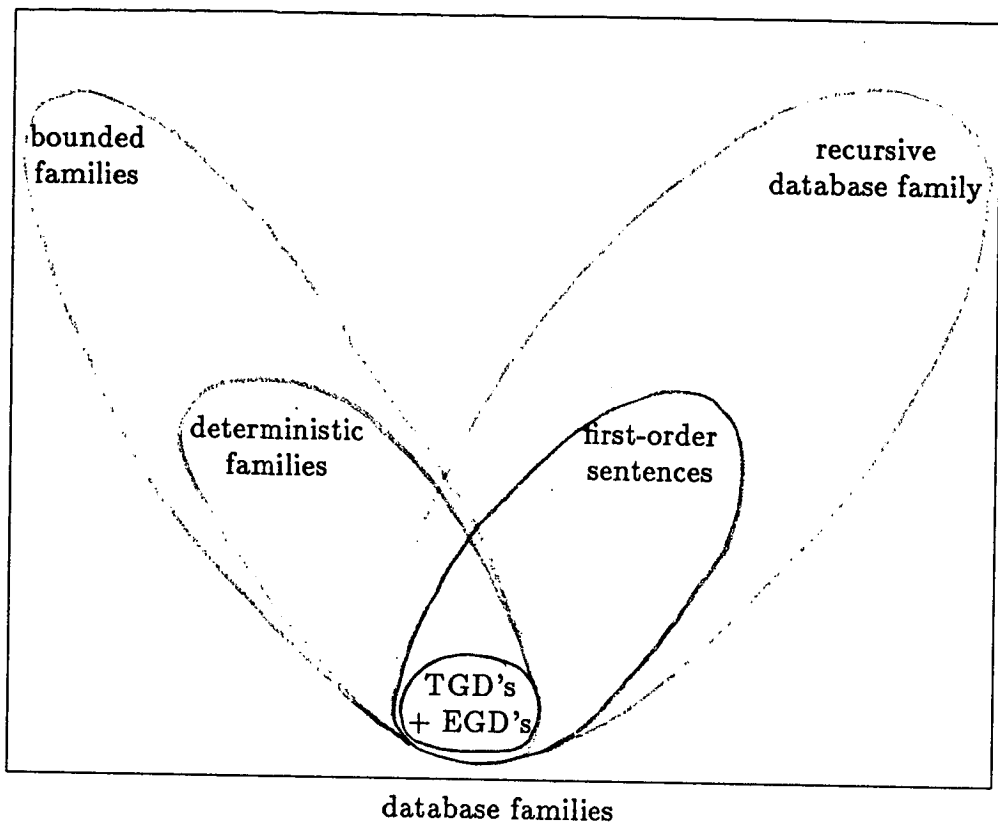 bounded
families
recursive
database family
deterministic
families
first-order
sentences
TGD's
+ EGD's
database families